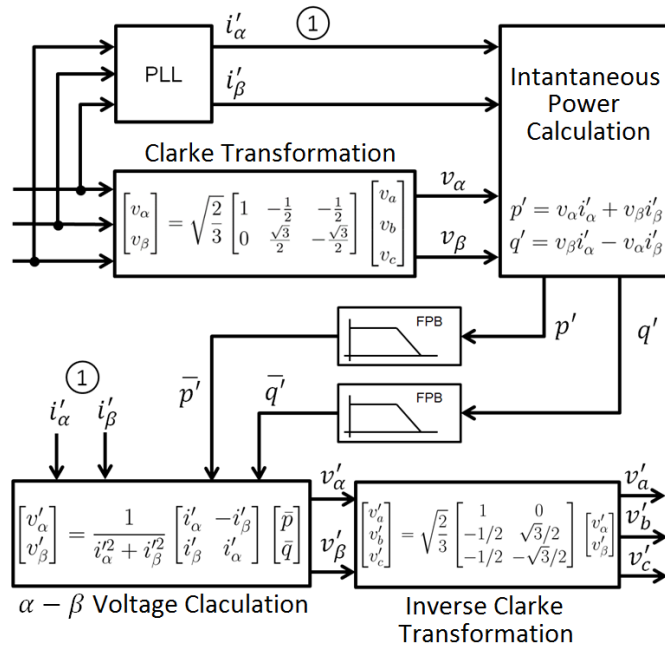 i′α
1
PLL
i′β
Intantaneous
Power
Calculation
Clarke Transformation
[vα vβ] = √(2/3) [1 −1/2 −1/2; 0 √3/2 −√3/2] [va vb vc]
vα
vβ
p′ = vαi′α + vβi′β
q′ = vβi′α − vαi′β
FPB
p′
q′
p̄′
q̄′
FPB
1
i′α
i′β
[v′α v′β] = 1/(i′α² + i′β²) [i′α −i′β; i′β i′α] [p̄ q̄]
v′α
v′β
[v′a v′b v′c] = √(2/3) [1 0; −1/2 √3/2; −1/2 −√3/2] [v′α v′β]
v′a
v′b
v′c
α − β Voltage Claculation
Inverse Clarke
Transformation